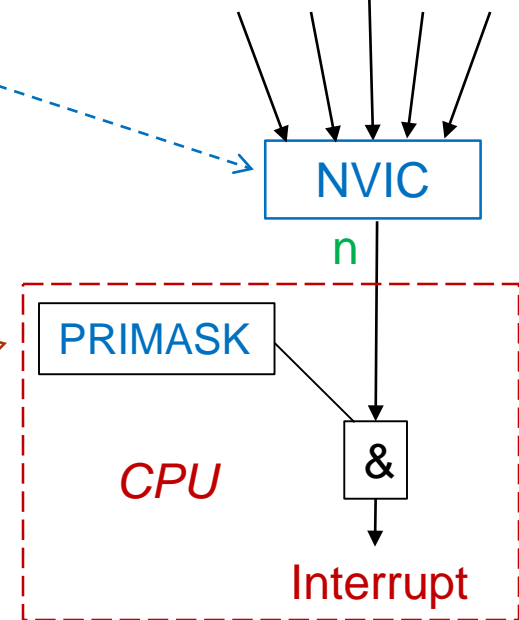 NVIC
n
PRIMASK
&
CPU
Interrupt